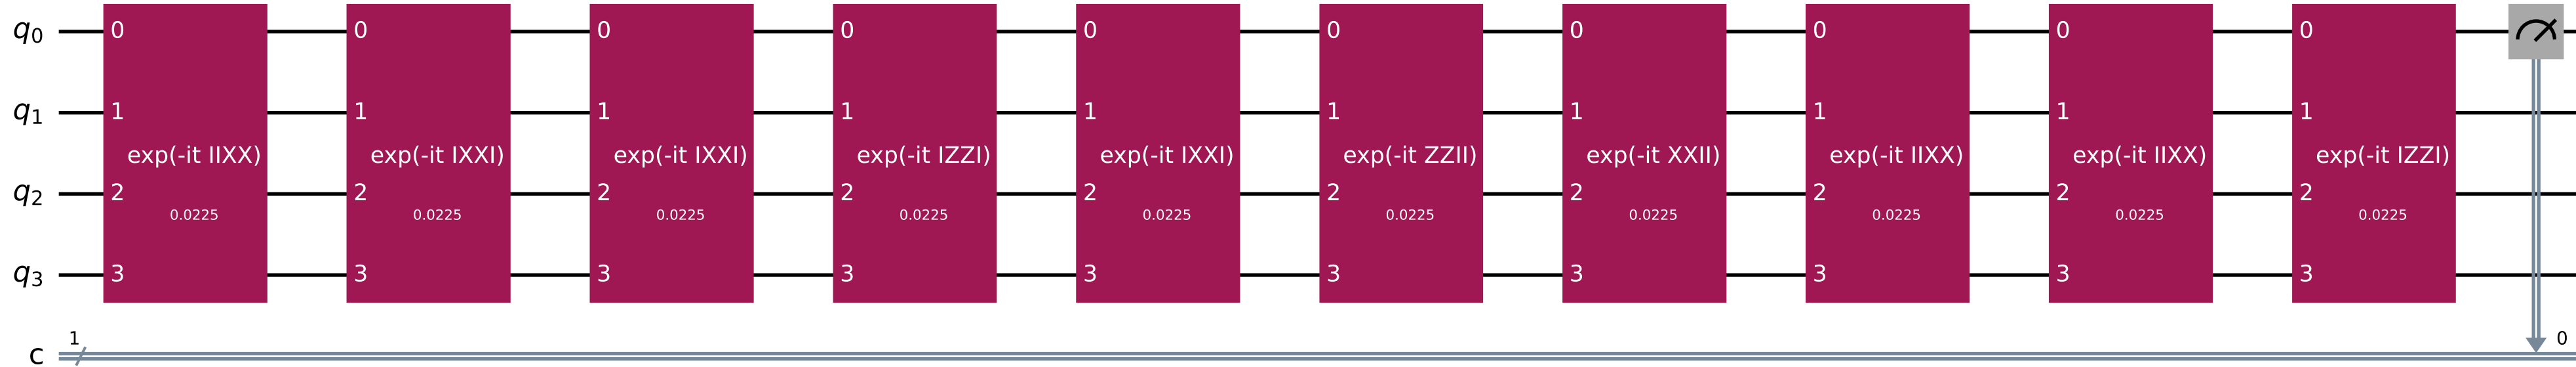 q0 0 0 0 0 0 0 0 0 0 0
q1 1 1 1 1 1 1 1 1 1 1
exp(-it IIXX) exp(-it IXXI) exp(-it IXXI) exp(-it IZZI) exp(-it IXXI) exp(-it ZZII) exp(-it XXII) exp(-it IIXX) exp(-it IIXX) exp(-it IZZI)
q2 2 2 2 2 2 2 2 2 2 2
0.0225 0.0225 0.0225 0.0225 0.0225 0.0225 0.0225 0.0225 0.0225 0.0225
q3 3 3 3 3 3 3 3 3 3 3
1 0
c